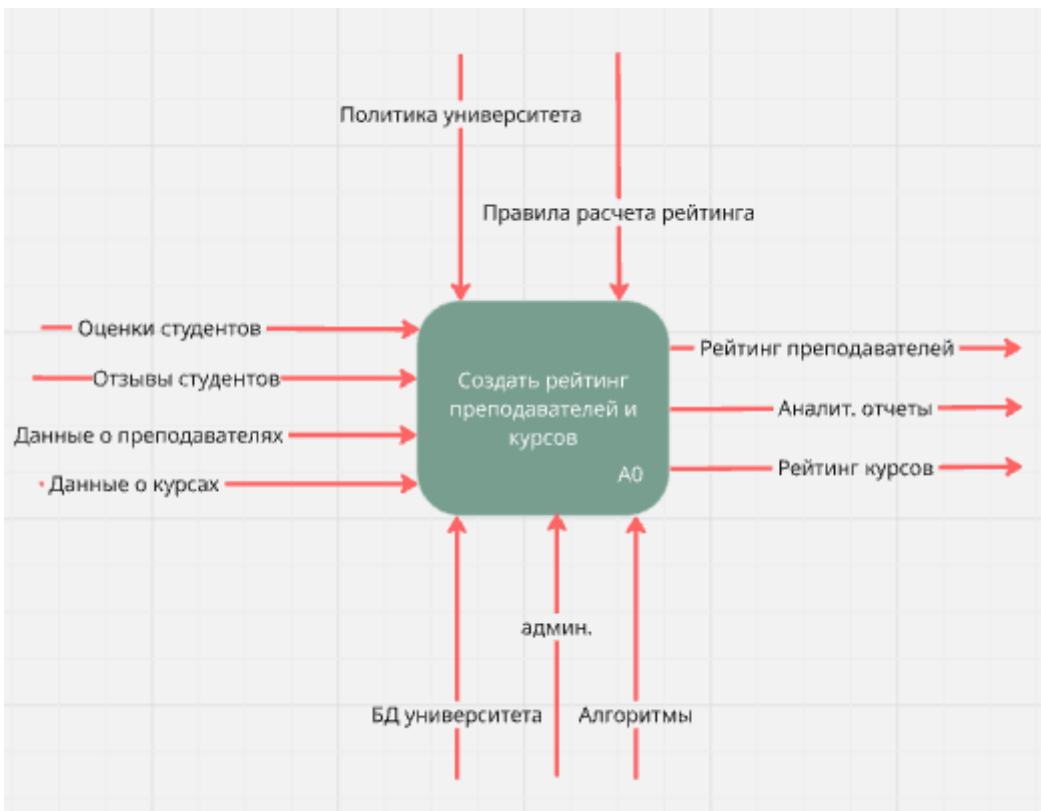 Политика университета
Правила расчета рейтинга
Оценки студентов
Отзывы студентов
Данные о преподавателях
Данные о курсах
Создать рейтинг
преподавателей и
курсов
A0
Рейтинг преподавателей
Аналит. отчеты
Рейтинг курсов
админ.
БД университета
Алгоритмы